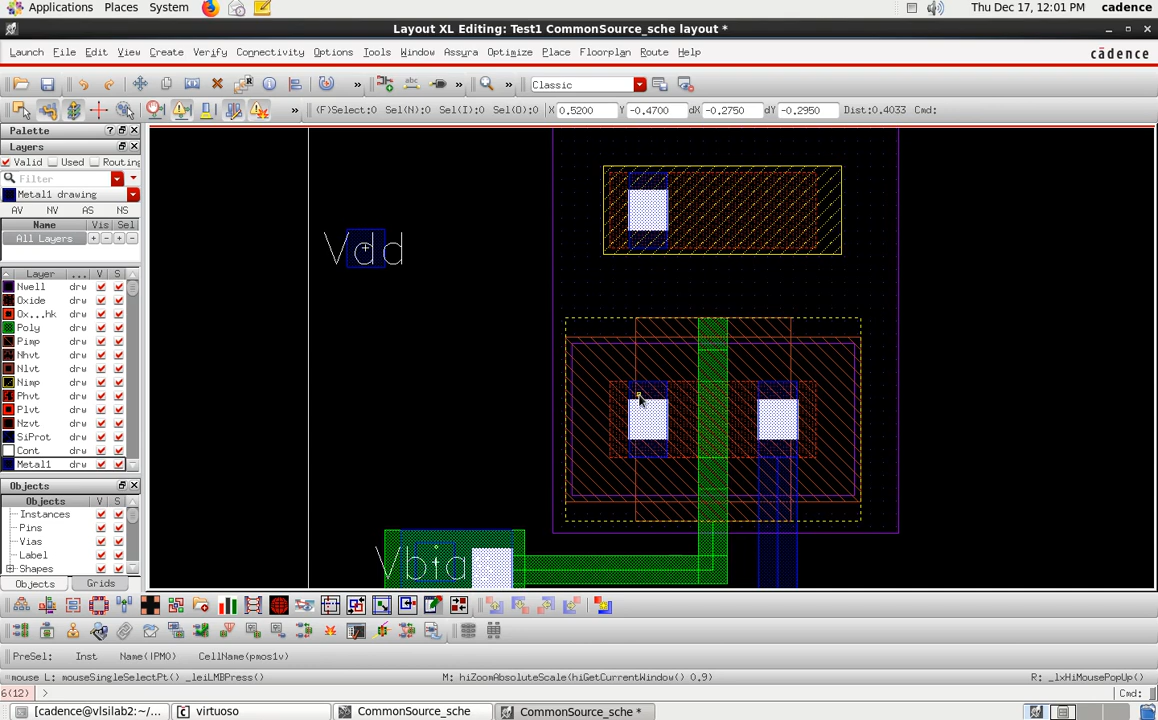 Applications Places System Thu Dec 17, 12:01 PM cadence
Layout XL Editing: Test1 CommonSource_sche layout *
Launch File Edit View Create Verify Connectivity Options Tools Window Assura Optimize Place Floorplan Route Help cādence
» » » Classic
» (F)Select:0 Sel(N):0 Sel(I):0 Sel(O):0 X 0.5200 Y -0.4700 dX -0.2750 dY -0.2950 Dist:0.4033 Cmd:
Palette
Layers
Valid Used Routing
Filter
Metal1 drawing
AV NV AS NS
Name Vis Sel
All Layers + - + -
Layer ... V S
Nwell drw
Oxide drw
Ox...hk drw
Poly drw
Pimp drw
Nhvt drw
Nlvt drw
Nimp drw
Phvt drw
Plvt drw
Nzvt drw
SiProt drw
Cont drw
Metal1 drw
Objects
Objects V S
Instances
Pins
Vias
Label
Shapes
Objects Grids
Vdd
Vbia
PreSel: Inst Name(|PM0) CellName(pmos1v)
mouse L: mouseSingleSelectPt() _leiLMBPress() M: hiZoomAbsoluteScale(hiGetCurrentWindow() 0.9) R: _lxHiMousePopUp()
6(12) > Cmd:
[cadence@vlsilab2:~/... virtuoso CommonSource_sche CommonSource_sche *